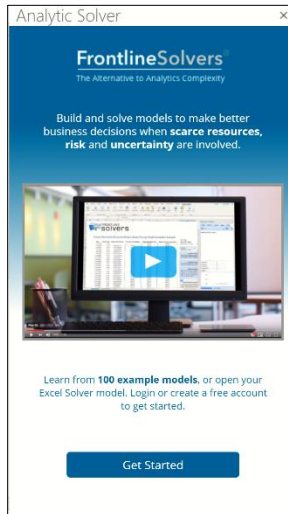 Analytic Solver
×
FrontlineSolvers®
The Alternative to Analytics Complexity
Build and solve models to make better
business decisions when scarce resources,
risk and uncertainty are involved.
solvers
Learn from 100 example models, or open your
Excel Solver model. Login or create a free account
to get started.
Get Started